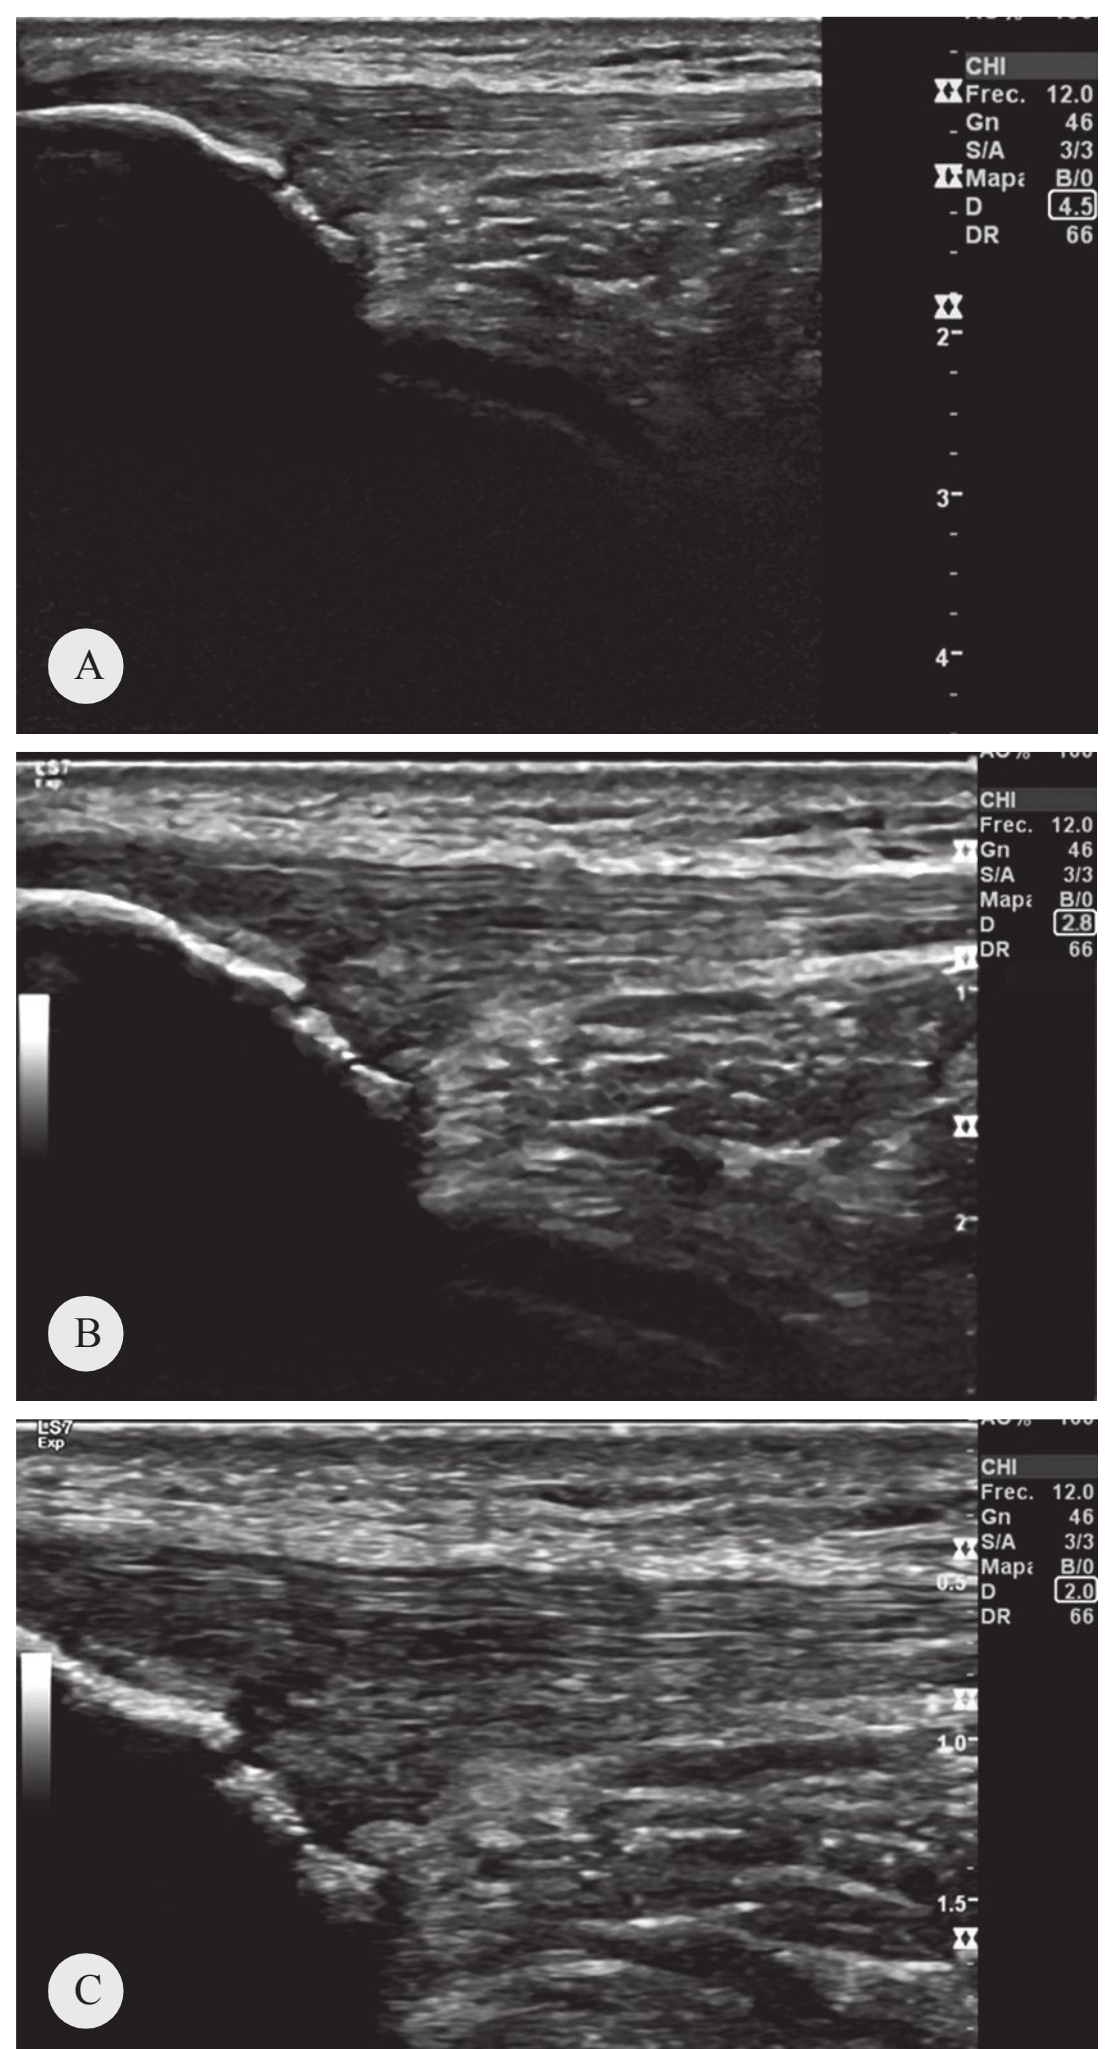 CHI
Frec. 12.0
Gn 46
S/A 3/3
Mapa B/0
D 4.5
DR 66
2
3
4
A
LS7
Exp
CHI
Frec. 12.0
Gn 46
S/A 3/3
Mapa B/0
D 2.8
DR 66
1
2
B
LS7
Exp
CHI
Frec. 12.0
Gn 46
S/A 3/3
Mapa B/0
D 2.0
DR 66
0.5
1.0
1.5
C